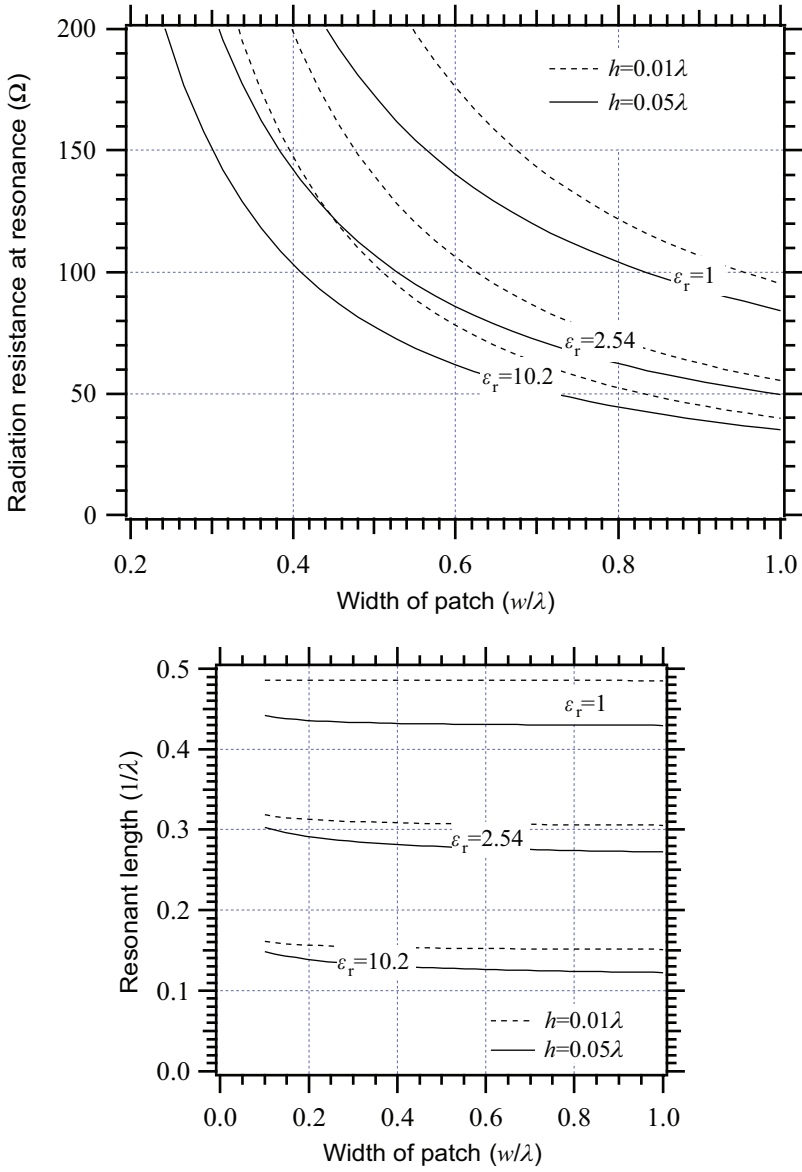 200
150
100
50
0
Radiation resistance at resonance (Ω)
h=0.01λ
h=0.05λ
εr=1
εr=2.54
εr=10.2
0.2 0.4 0.6 0.8 1.0
Width of patch (w/λ)
0.5
0.4
0.3
0.2
0.1
0.0
Resonant length (1/λ)
εr=1
εr=2.54
εr=10.2
h=0.01λ
h=0.05λ
0.0 0.2 0.4 0.6 0.8 1.0
Width of patch (w/λ)